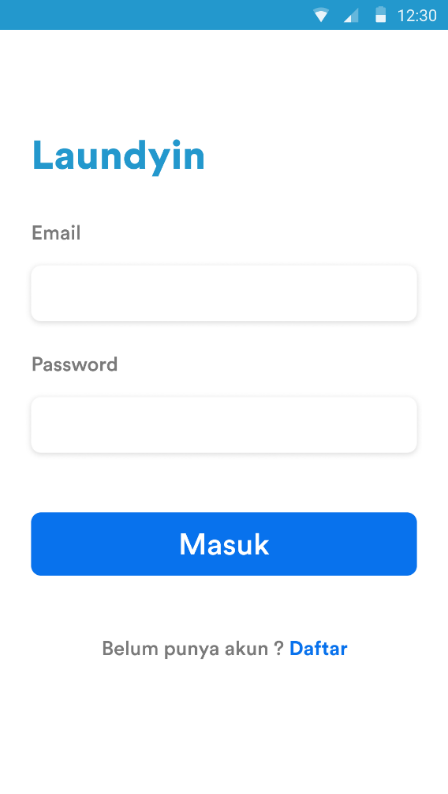 12:30
Laundyin
Email
Password
Masuk
Belum punya akun ? Daftar